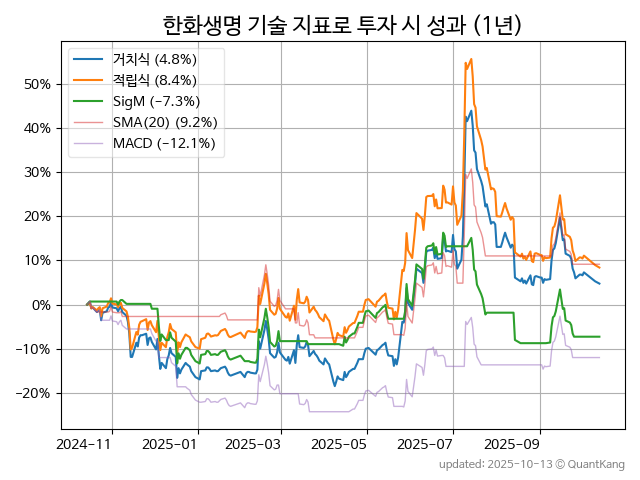 한화생명 기술 지표로 투자 시 성과 (1년)
거치식 (4.8%)
적립식 (8.4%)
SigM (−7.3%)
SMA(20) (9.2%)
MACD (−12.1%)
50%
40%
30%
20%
10%
0%
−10%
−20%
2024-11 2025-01 2025-03 2025-05 2025-07 2025-09
updated: 2025-10-13 ⓒ QuantKang